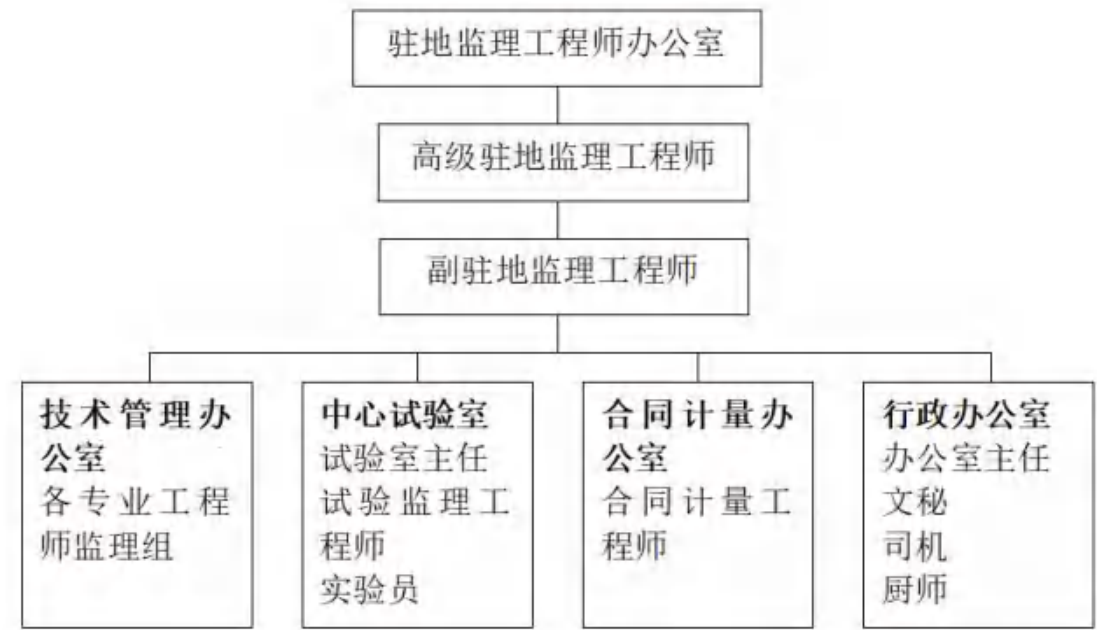 驻地监理工程师办公室
高级驻地监理工程师
副驻地监理工程师
技术管理办
公室
各专业工程
师监理组
中心试验室
试验室主任
试验监理工
程师
实验员
合同计量办
公室
合同计量工
程师
行政办公室
办公室主任
文秘
司机
厨师